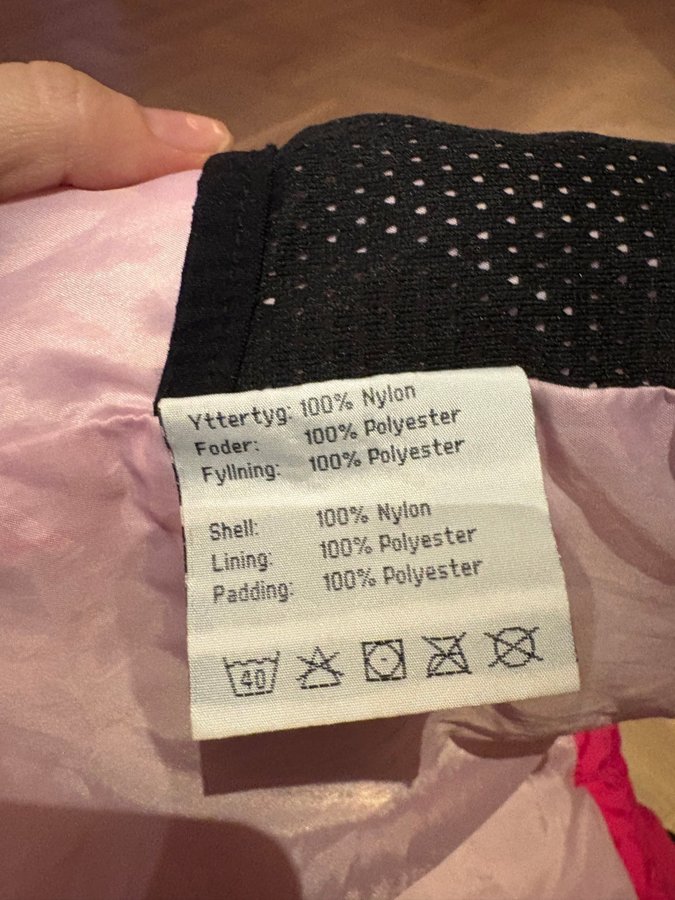 Yttertyg: 100% Nylon
Foder: 100% Polyester
Fyllning: 100% Polyester
Shell: 100% Nylon
Lining: 100% Polyester
Padding: 100% Polyester
40